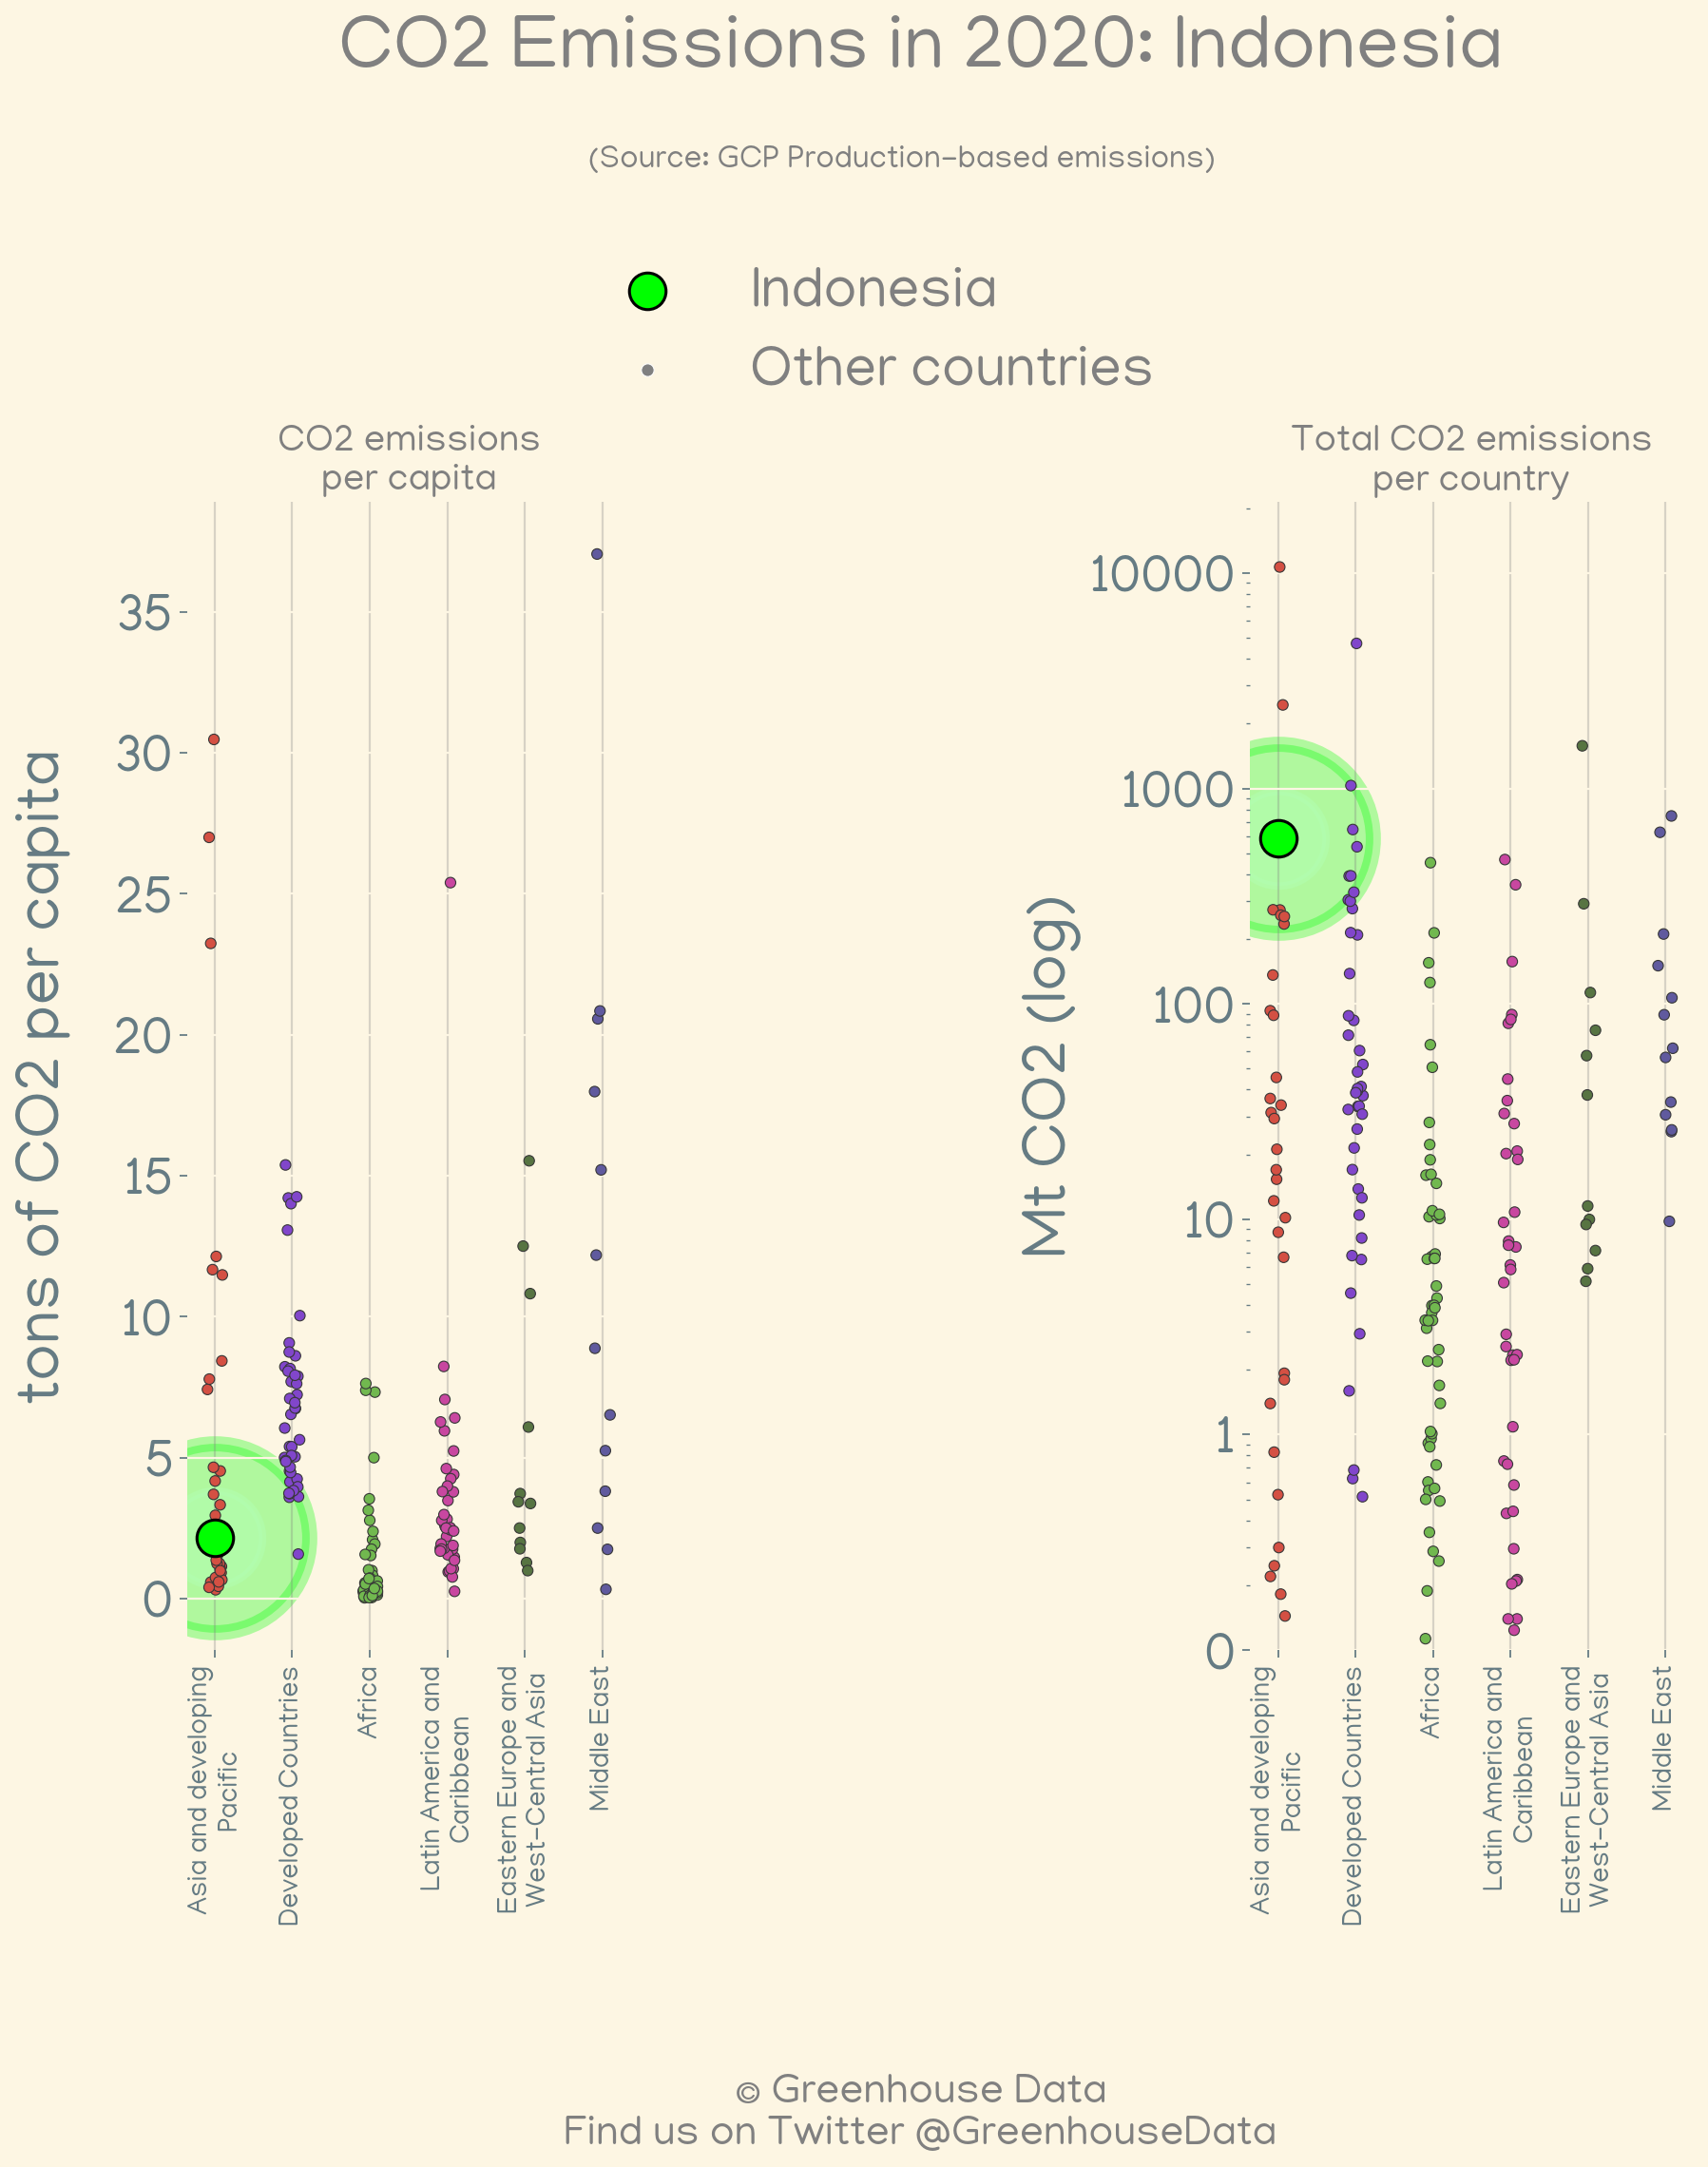 CO2 Emissions in 2020: Indonesia
(Source: GCP Production-based emissions)
Indonesia
Other countries
CO2 emissions
per capita
tons of CO2 per capita
35
30
25
20
15
10
5
0
Asia and developing
Pacific
Developed Countries
Africa
Latin America and
Caribbean
Eastern Europe and
West-Central Asia
Middle East
Total CO2 emissions
per country
Mt CO2 (log)
10000
1000
100
10
1
0
Asia and developing
Pacific
Developed Countries
Africa
Latin America and
Caribbean
Eastern Europe and
West-Central Asia
Middle East
© Greenhouse Data
Find us on Twitter @GreenhouseData